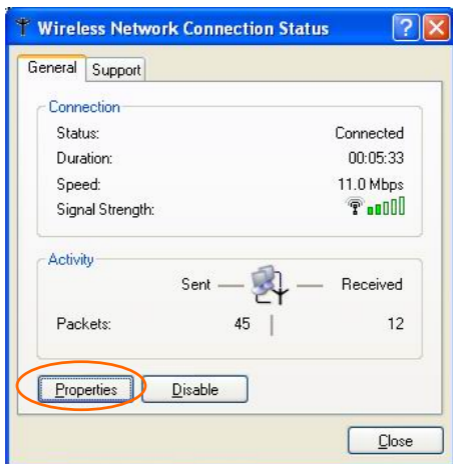 Wireless Network Connection Status
General Support
Connection
Status: Connected
Duration: 00:05:33
Speed: 11.0 Mbps
Signal Strength:
Activity
Sent Received
Packets: 45 12
Properties Disable
Close